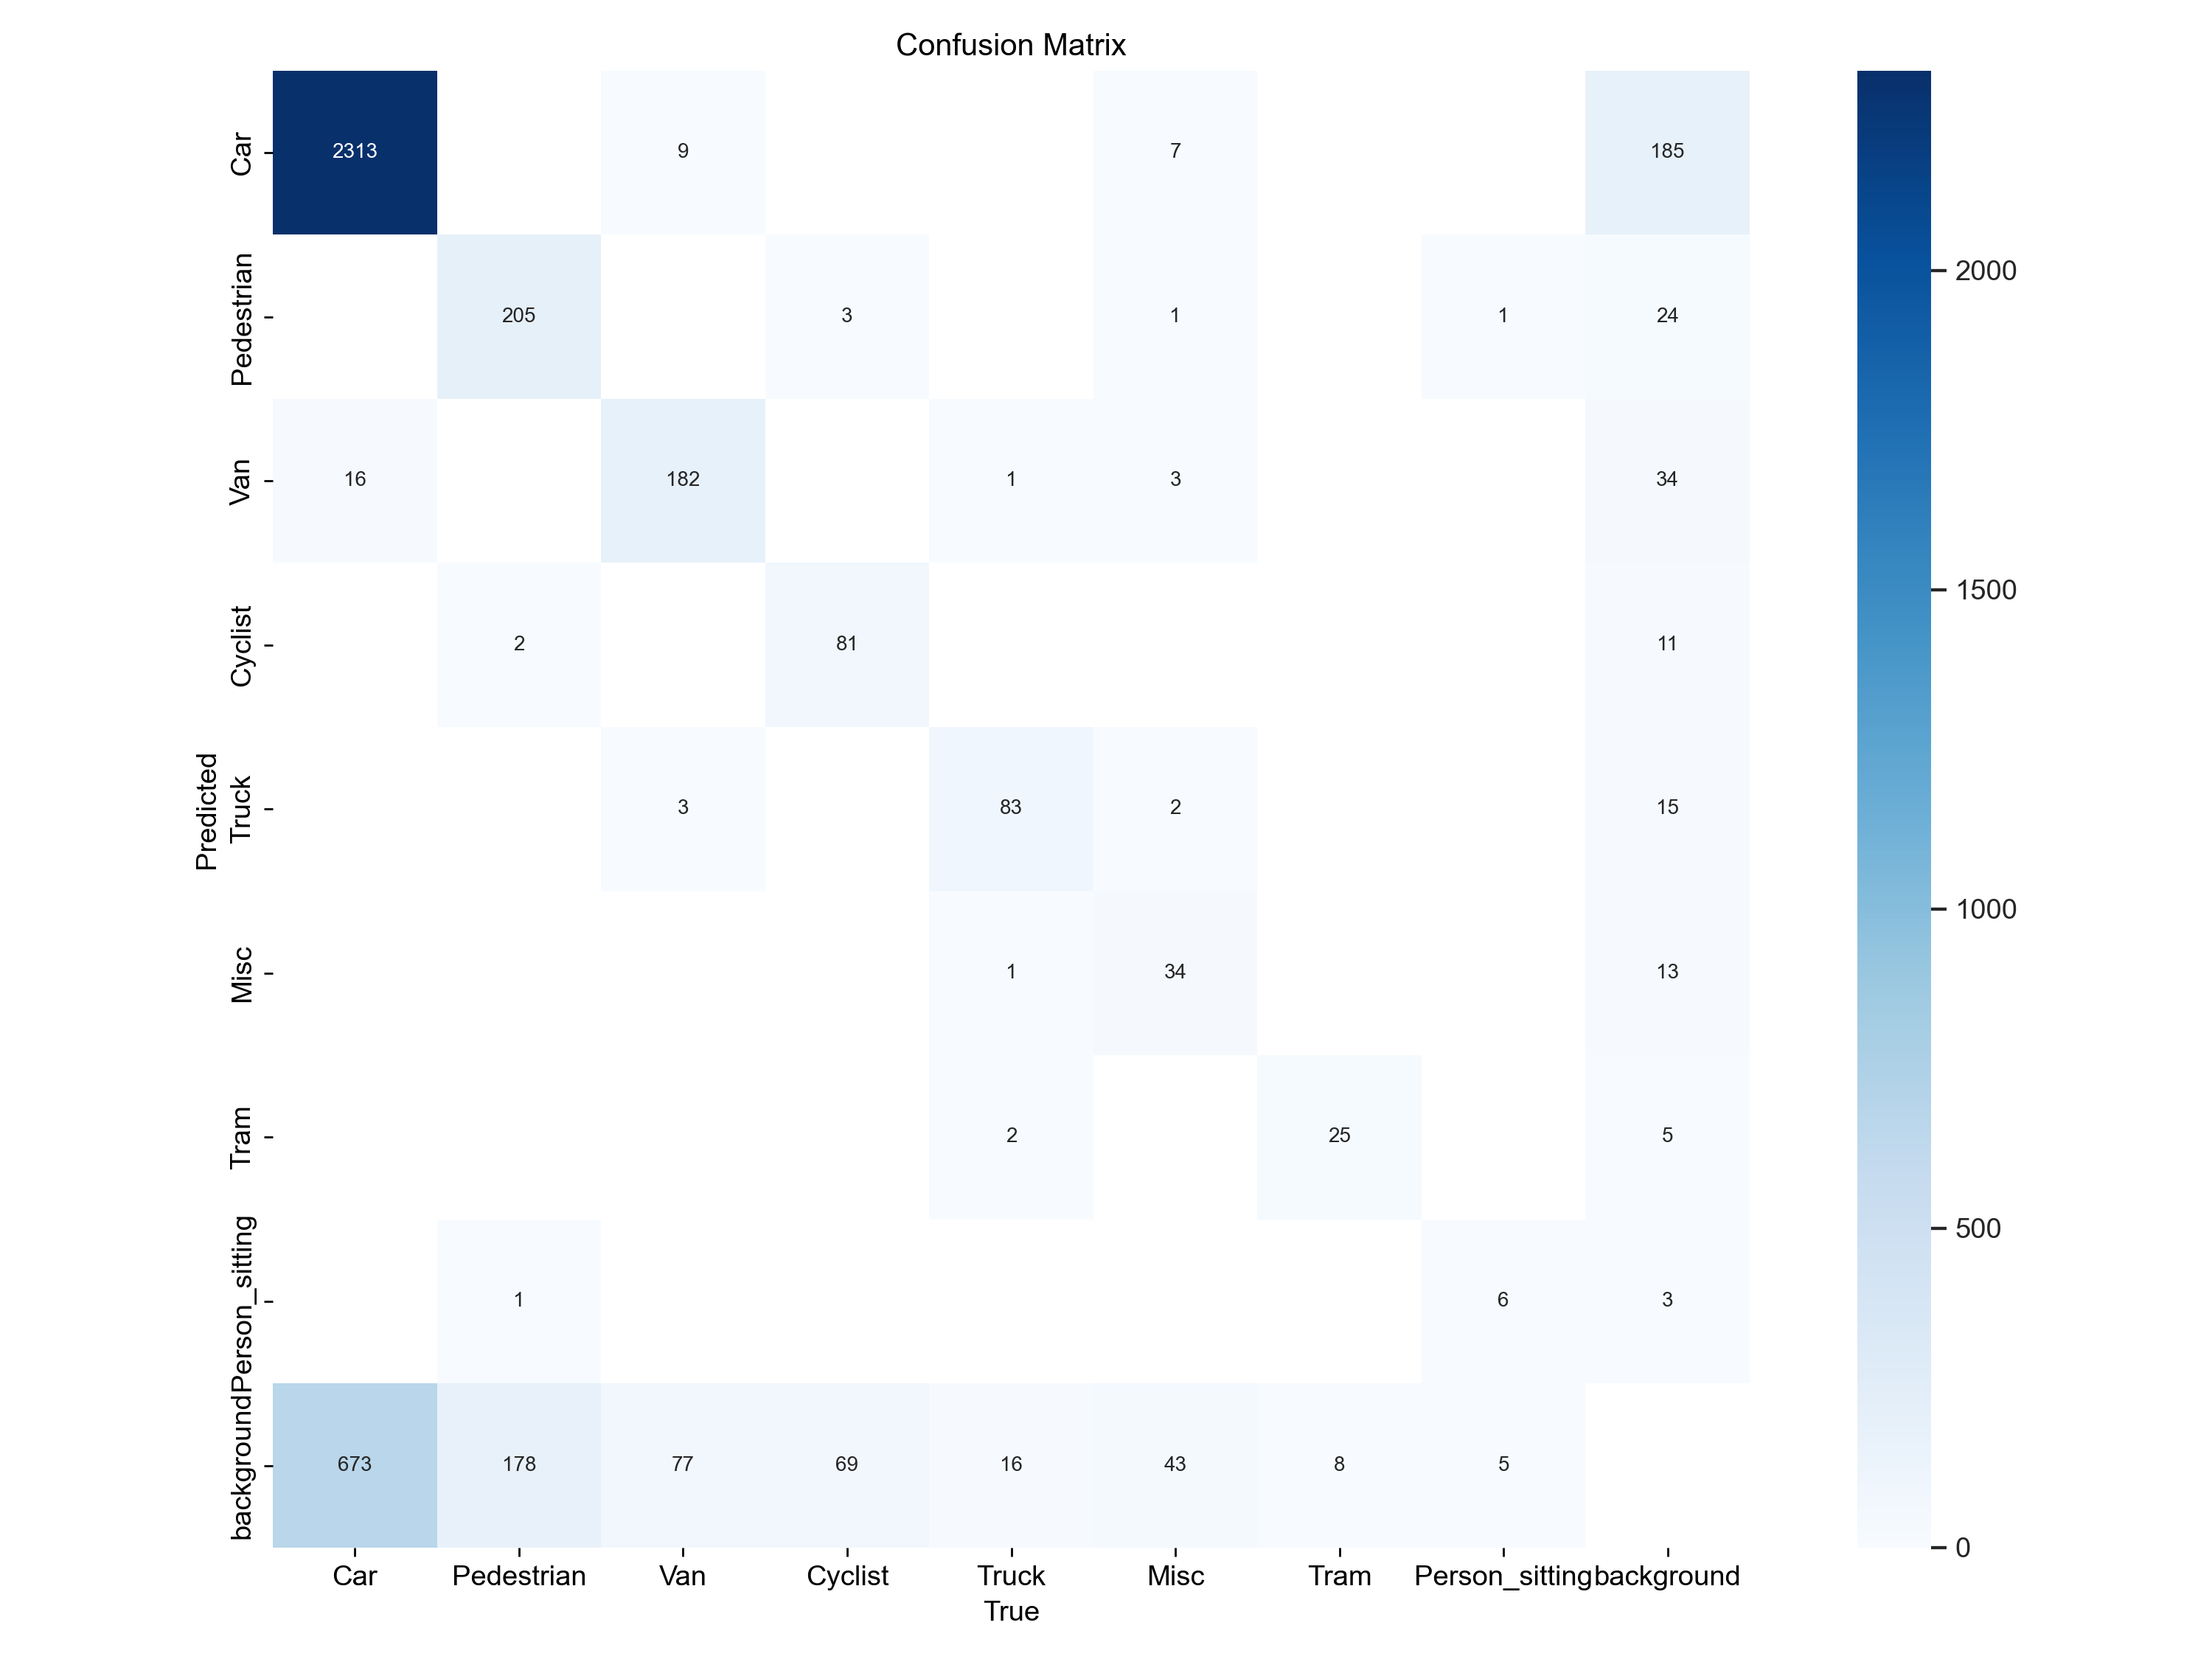 Confusion Matrix
Car 2313 9 7 185
Pedestrian 205 3 1 1 24
Van 16 182 1 3 34
Cyclist 2 81 11
Truck 3 83 2 15
Misc 1 34 13
Tram 2 25 5
Person_sitting 1 6 3
background 673 178 77 69 16 43 8 5
Predicted
Car Pedestrian Van Cyclist Truck Misc Tram Person_sitting background
True
2000
1500
1000
500
0